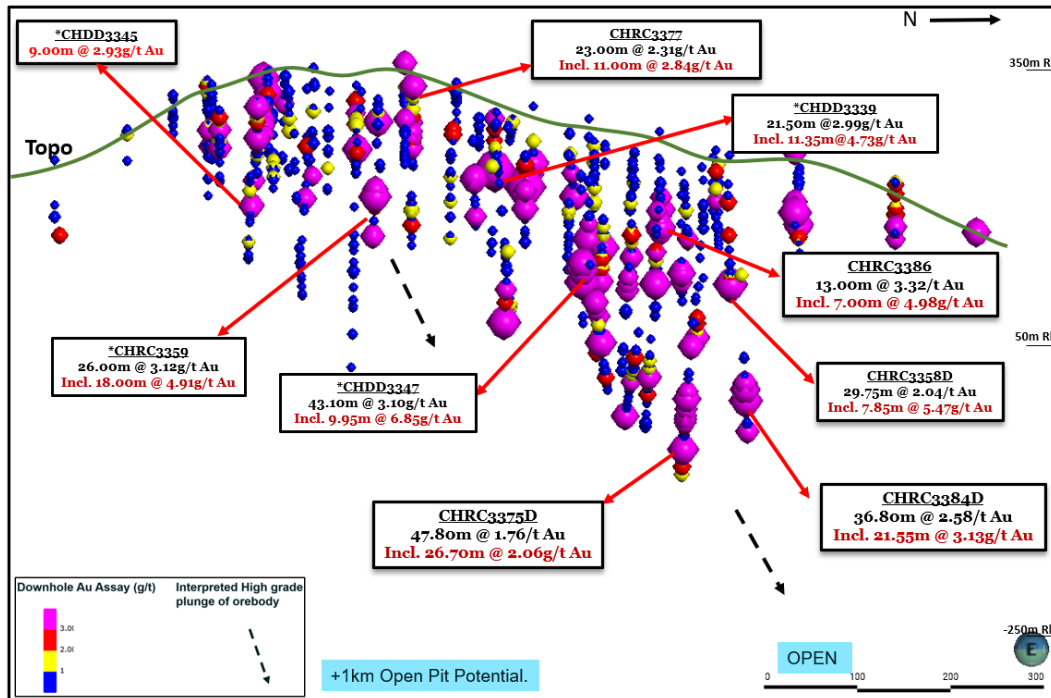 *CHDD3345
9.00m @ 2.93g/t Au
CHRC3377
23.00m @ 2.31g/t Au
Incl. 11.00m @ 2.84g/t Au
N
350m Rl
*CHDD3339
21.50m @2.99g/t Au
Incl. 11.35m@4.73g/t Au
Topo
CHRC3386
13.00m @ 3.32/t Au
Incl. 7.00m @ 4.98g/t Au
50m Rl
*CHRC3359
26.00m @ 3.12g/t Au
Incl. 18.00m @ 4.91g/t Au
*CHDD3347
43.10m @ 3.10g/t Au
Incl. 9.95m @ 6.85g/t Au
CHRC3358D
29.75m @ 2.04/t Au
Incl. 7.85m @ 5.47g/t Au
CHRC3375D
47.80m @ 1.76/t Au
Incl. 26.70m @ 2.06g/t Au
CHRC3384D
36.80m @ 2.58/t Au
Incl. 21.55m @ 3.13g/t Au
Downhole Au Assay (g/t)
3.00
2.00
1
Interpreted High grade
plunge of orebody
+1km Open Pit Potential.
OPEN
-250m Rl
E
0 100 200 300